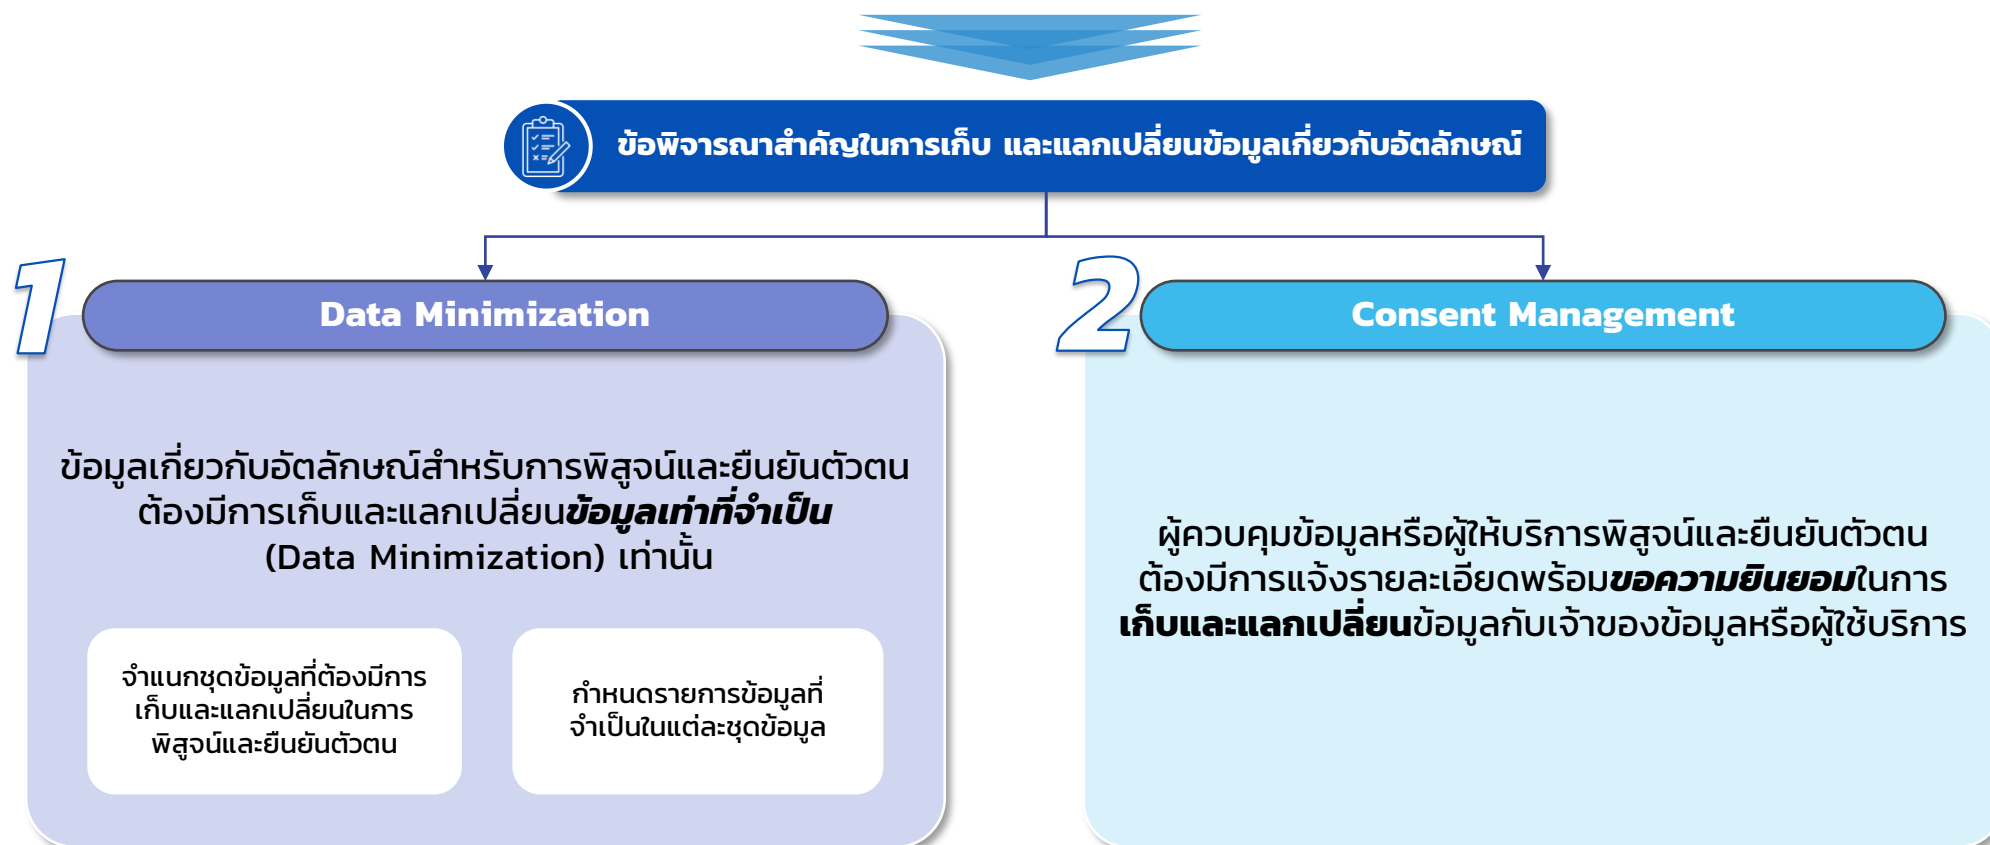 ข้อพิจารณาสำคัญในการเก็บ และแลกเปลี่ยนข้อมูลเกี่ยวกับอัตลักษณ์
1
Data Minimization
ข้อมูลเกี่ยวกับอัตลักษณ์สำหรับการพิสูจน์และยืนยันตัวตน
ต้องมีการเก็บและแลกเปลี่ยนข้อมูลเท่าที่จำเป็น
(Data Minimization) เท่านั้น
จำแนกชุดข้อมูลที่ต้องมีการ
เก็บและแลกเปลี่ยนในการ
พิสูจน์และยืนยันตัวตน
กำหนดรายการข้อมูลที่
จำเป็นในแต่ละชุดข้อมูล
2
Consent Management
ผู้ควบคุมข้อมูลหรือผู้ให้บริการพิสูจน์และยืนยันตัวตน
ต้องมีการแจ้งรายละเอียดพร้อมขอความยินยอมในการ
เก็บและแลกเปลี่ยนข้อมูลกับเจ้าของข้อมูลหรือผู้ใช้บริการ